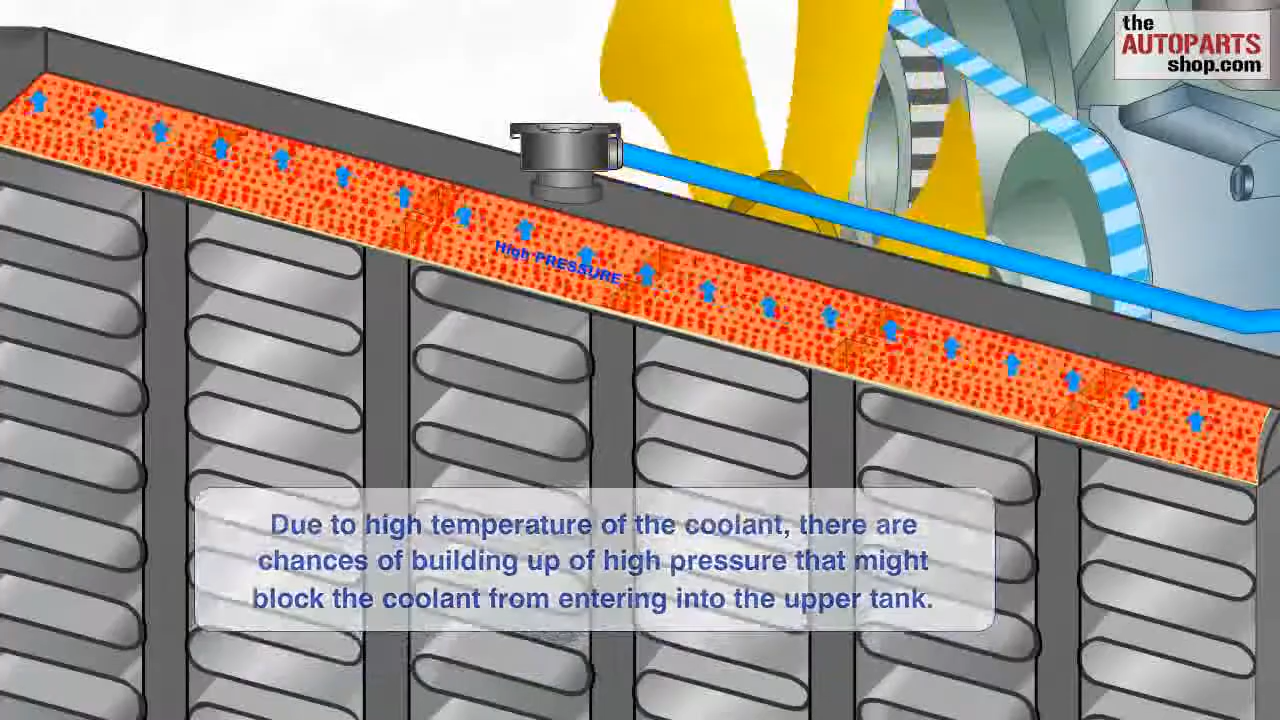 the
AUTOPARTS
shop.com
High PRESSURE
Due to high temperature of the coolant, there are
chances of building up of high pressure that might
block the coolant from entering into the upper tank.